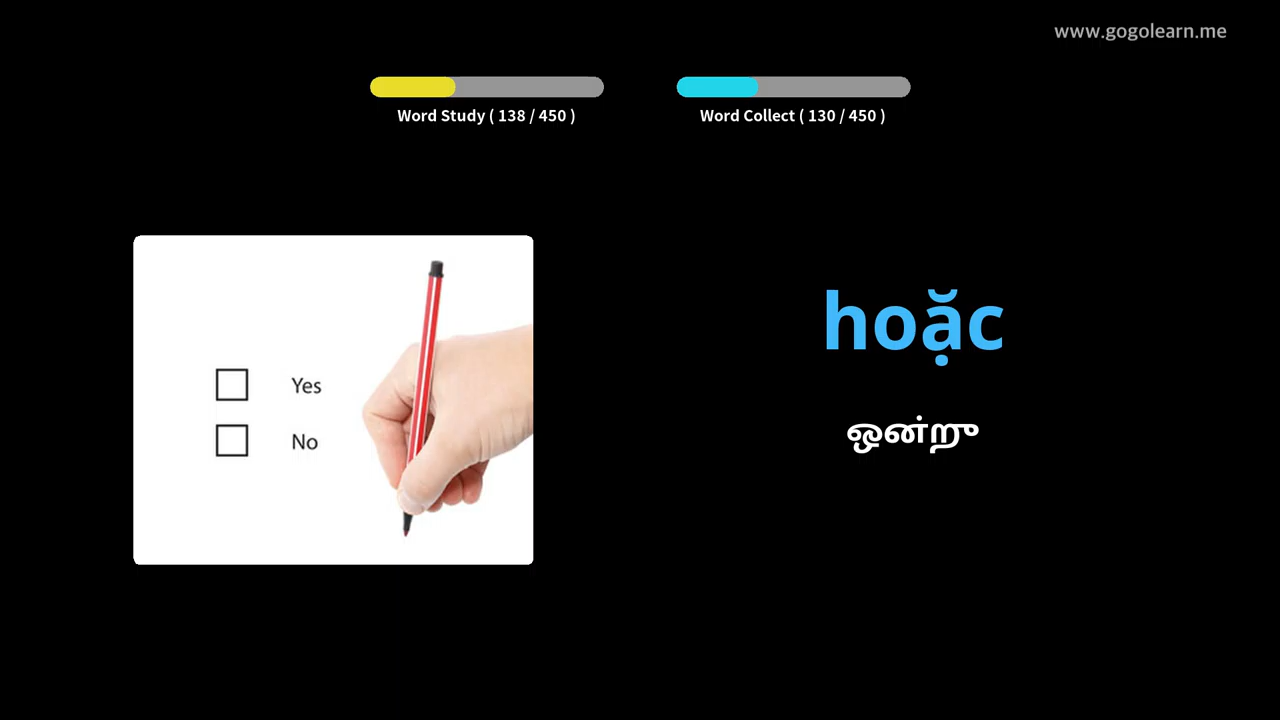 www.gogolearn.me
Word Study ( 138 / 450 )
Word Collect ( 130 / 450 )
Yes
No
hoặc
ஒன்று